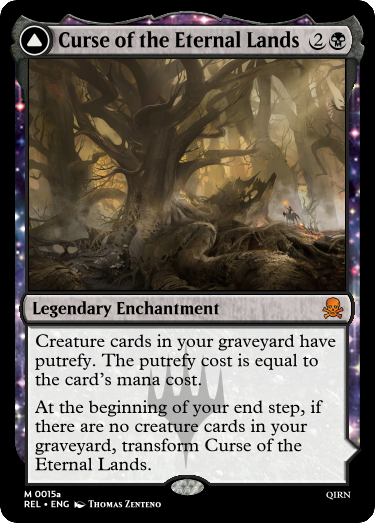 Curse of the Eternal Lands 2
Legendary Enchantment
Creature cards in your graveyard have
putrefy. The putrefy cost is equal to
the card's mana cost.
At the beginning of your end step, if
there are no creature cards in your
graveyard, transform Curse of the
Eternal Lands.
M 0015a
REL • ENG Thomas Zenteno
QIRN